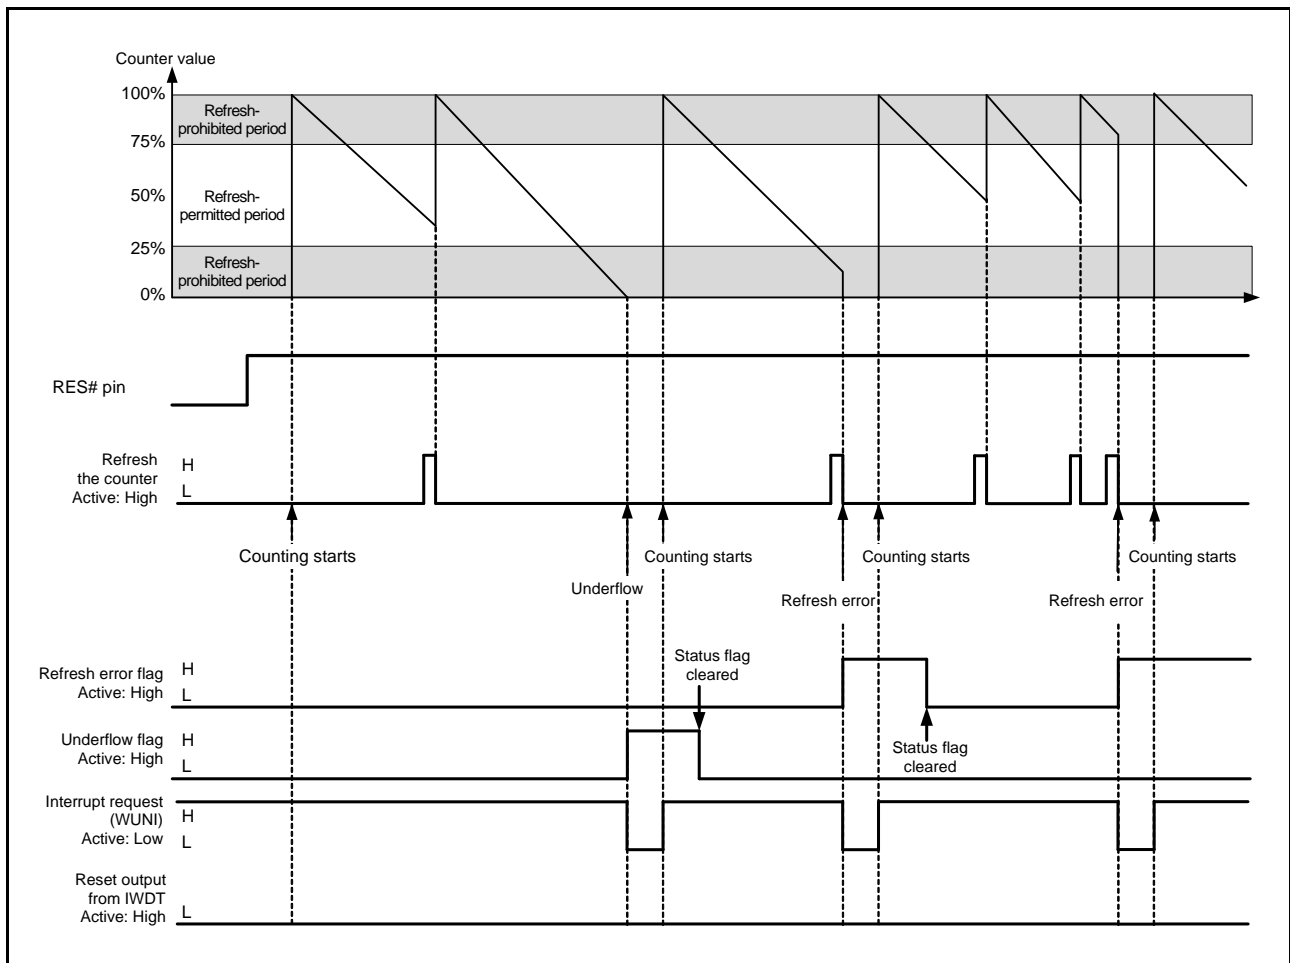 Counter value
100%
Refresh-
prohibited period
75%
50%
Refresh-
permitted period
25%
Refresh-
prohibited period
0%
RES# pin
Refresh
the counter
Active: High
H
L
Counting starts
Counting starts
Counting starts
Counting starts
Underflow
Refresh error
Refresh error
Refresh error flag
Active: High
H
L
Status flag
cleared
Underflow flag
Active: High
H
L
Status flag
cleared
Interrupt request
(WUNI)
Active: Low
H
L
Reset output
from IWDT
Active: High
L